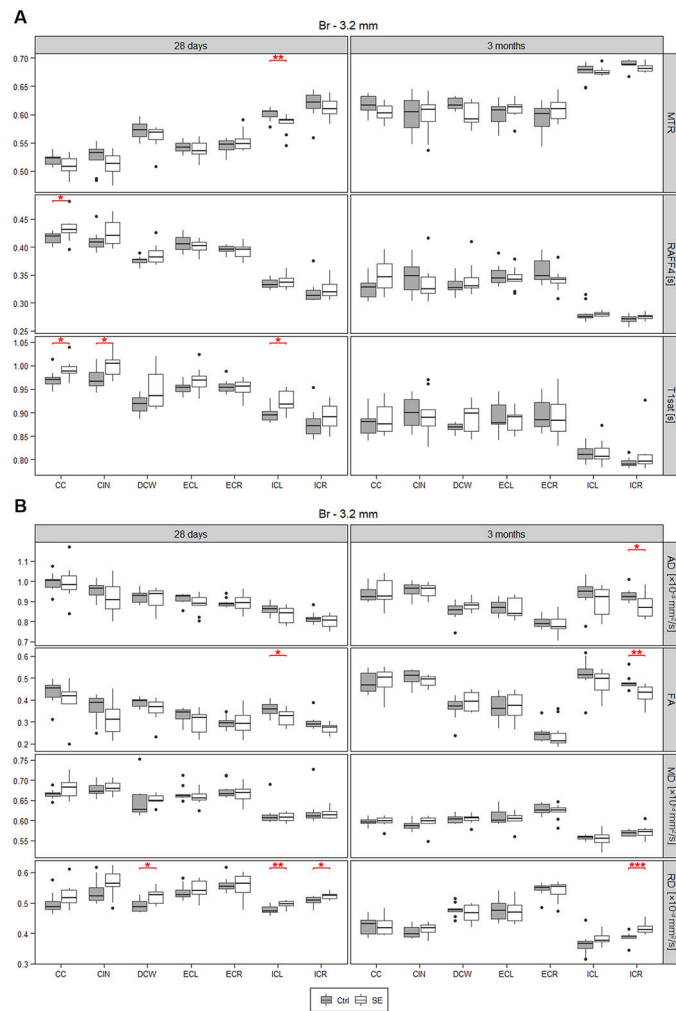 A
Br - 3.2 mm
28 days
3 months
0.70
0.65
0.60
0.55
0.50
**
MTR
0.45
0.40
0.35
0.30
0.25
*
RAFF4 [s]
1.05
1.00
0.95
0.90
0.85
0.80
* * *
T1sat [s]
CC CIN DCW ECL ECR ICL ICR
CC CIN DCW ECL ECR ICL ICR
B
Br - 3.2 mm
28 days
3 months
1.1
1.0
0.9
0.8
0.7
*
AD [×10⁻³ mm²/s]
0.6
0.5
0.4
0.3
0.2
* **
FA
0.75
0.70
0.65
0.60
0.55
0.50
MD [×10⁻³ mm²/s]
0.6
0.5
0.4
0.3
* ** * ***
RD [×10⁻³ mm²/s]
CC CIN DCW ECL ECR ICL ICR
CC CIN DCW ECL ECR ICL ICR
Ctrl SE